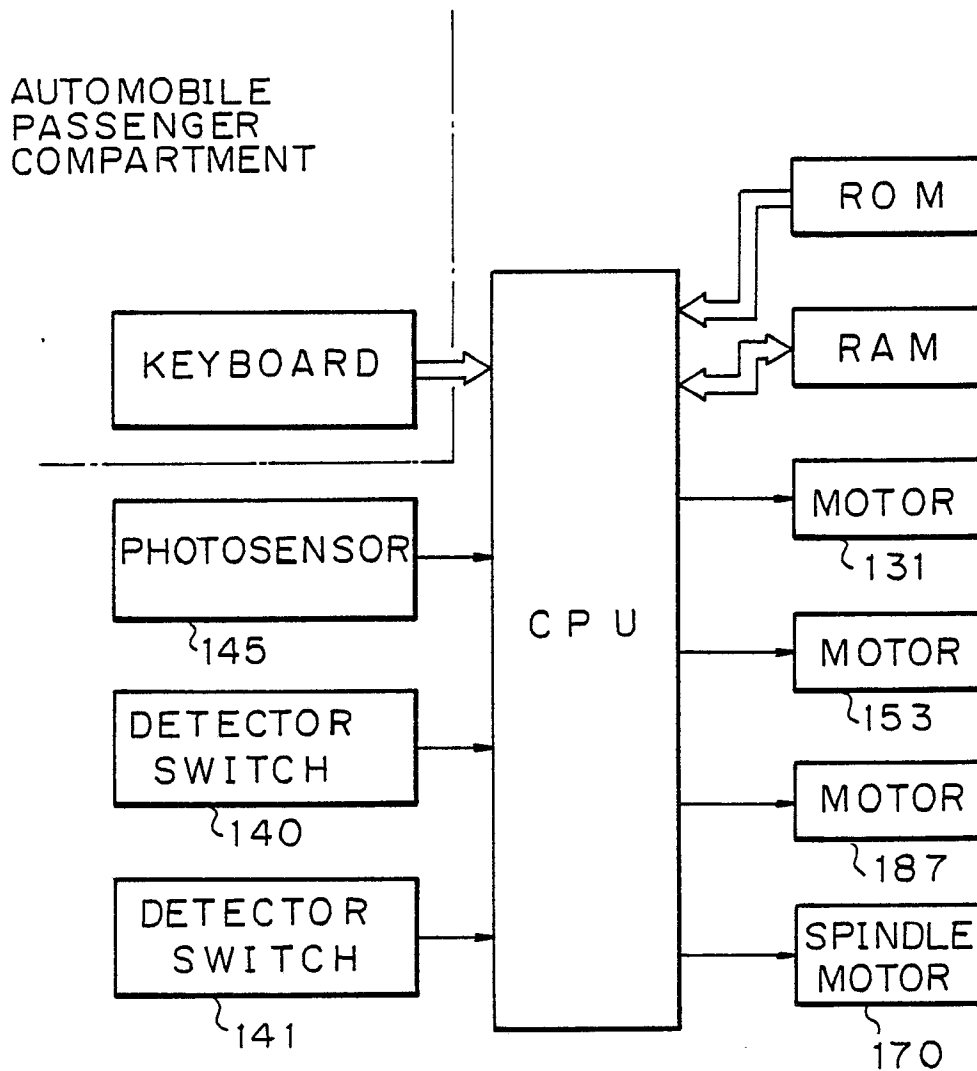 AUTOMOBILE
PASSENGER
COMPARTMENT
KEYBOARD
PHOTOSENSOR
145
DETECTOR
SWITCH
140
DETECTOR
SWITCH
141
CPU
ROM
RAM
MOTOR
131
MOTOR
153
MOTOR
187
SPINDLE
MOTOR
170